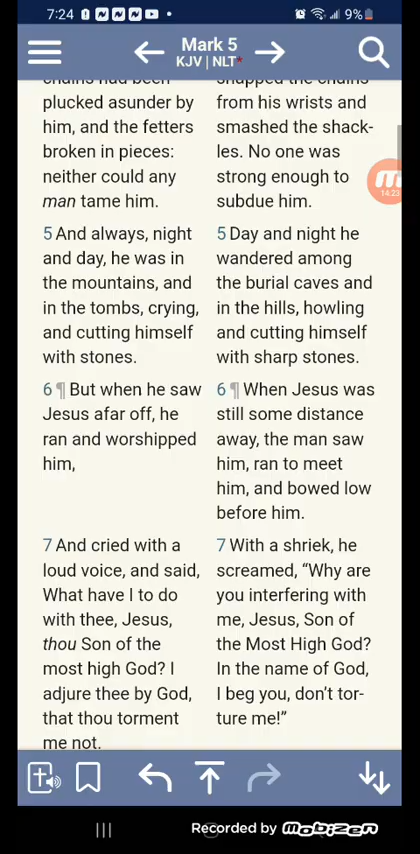 7:24
9%
Mark 5
KJV | NLT*
chains had been
plucked asunder by
him, and the fetters
broken in pieces:
neither could any
man tame him.
snapped the chains
from his wrists and
smashed the shack-
les. No one was
strong enough to
subdue him.
14:23
5 And always, night
and day, he was in
the mountains, and
in the tombs, crying,
and cutting himself
with stones.
5 Day and night he
wandered among
the burial caves and
in the hills, howling
and cutting himself
with sharp stones.
6 ¶ But when he saw
Jesus afar off, he
ran and worshipped
him,
6 ¶ When Jesus was
still some distance
away, the man saw
him, ran to meet
him, and bowed low
before him.
7 And cried with a
loud voice, and said,
What have I to do
with thee, Jesus,
thou Son of the
most high God? I
adjure thee by God,
that thou torment
me not.
7 With a shriek, he
screamed, “Why are
you interfering with
me, Jesus, Son of
the Most High God?
In the name of God,
I beg you, don’t tor-
ture me!”
Recorded by mobizen